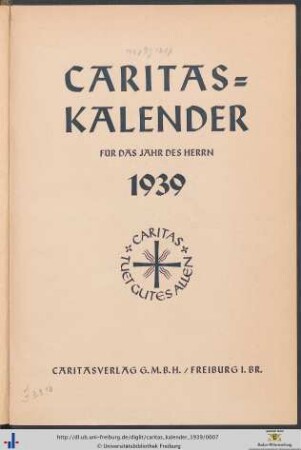 CARITAS=
KALENDER
FÜR DAS JAHR DES HERRN
1939
CARITAS
TUET GUTES ALLEN
CARITASVERLAG G.M.B.H. / FREIBURG I. BR.
http://dl.ub.uni-freiburg.de/diglit/caritas_kalender_1939/0007
© Universitätsbibliothek Freiburg